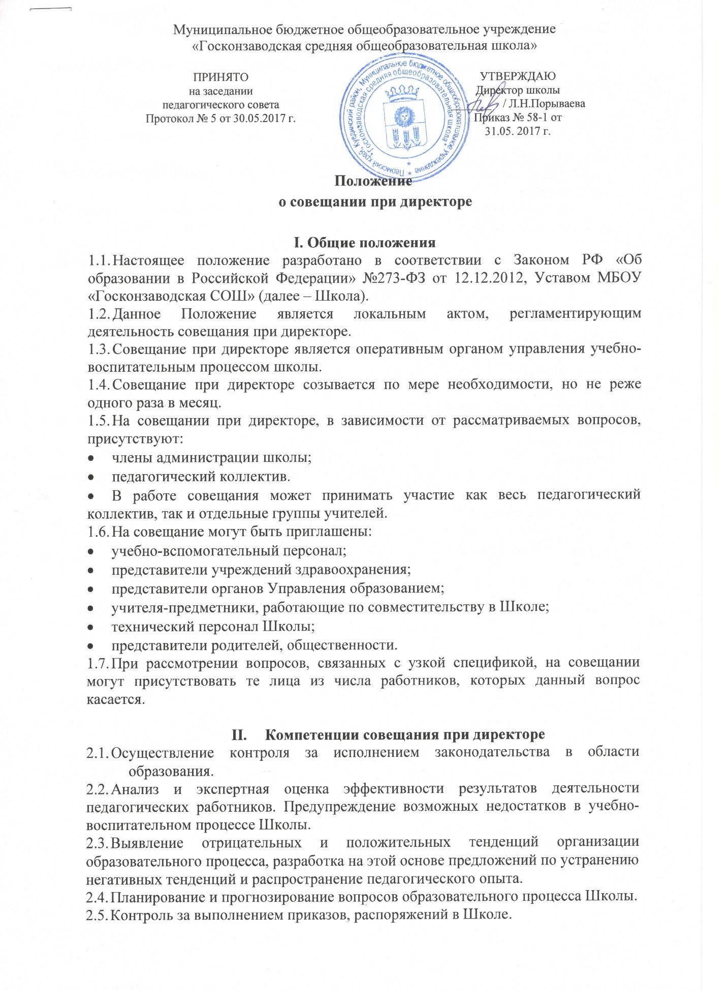 Муниципальное бюджетное общеобразовательное учреждение
«Госконзаводская средняя общеобразовательная школа»
ПРИНЯТО
на заседании
педагогического совета
Протокол № 5 от 30.05.2017 г.
Пермский край, Куединский район, Муниципальное бюджетное общеобразовательное учреждение *
* Госконзаводская средняя общеобразовательная школа *
УТВЕРЖДАЮ
Директор школы
/ Л.Н.Порываева
Приказ № 58-1 от
31.05. 2017 г.
Положение
о совещании при директоре
I. Общие положения
1.1. Настоящее положение разработано в соответствии с Законом РФ «Об
образовании в Российской Федерации» №273-ФЗ от 12.12.2012, Уставом МБОУ
«Госконзаводская СОШ» (далее – Школа).
1.2. Данное Положение является локальным актом, регламентирующим
деятельность совещания при директоре.
1.3. Совещание при директоре является оперативным органом управления учебно-
воспитательным процессом школы.
1.4. Совещание при директоре созывается по мере необходимости, но не реже
одного раза в месяц.
1.5. На совещании при директоре, в зависимости от рассматриваемых вопросов,
присутствуют:
• члены администрации школы;
• педагогический коллектив.
• В работе совещания может принимать участие как весь педагогический
коллектив, так и отдельные группы учителей.
1.6. На совещание могут быть приглашены:
• учебно-вспомогательный персонал;
• представители учреждений здравоохранения;
• представители органов Управления образованием;
• учителя-предметники, работающие по совместительству в Школе;
• технический персонал Школы;
• представители родителей, общественности.
1.7. При рассмотрении вопросов, связанных с узкой спецификой, на совещании
могут присутствовать те лица из числа работников, которых данный вопрос
касается.
II. Компетенции совещания при директоре
2.1. Осуществление контроля за исполнением законодательства в области
образования.
2.2. Анализ и экспертная оценка эффективности результатов деятельности
педагогических работников. Предупреждение возможных недостатков в учебно-
воспитательном процессе Школы.
2.3. Выявление отрицательных и положительных тенденций организации
образовательного процесса, разработка на этой основе предложений по устранению
негативных тенденций и распространение педагогического опыта.
2.4. Планирование и прогнозирование вопросов образовательного процесса Школы.
2.5. Контроль за выполнением приказов, распоряжений в Школе.